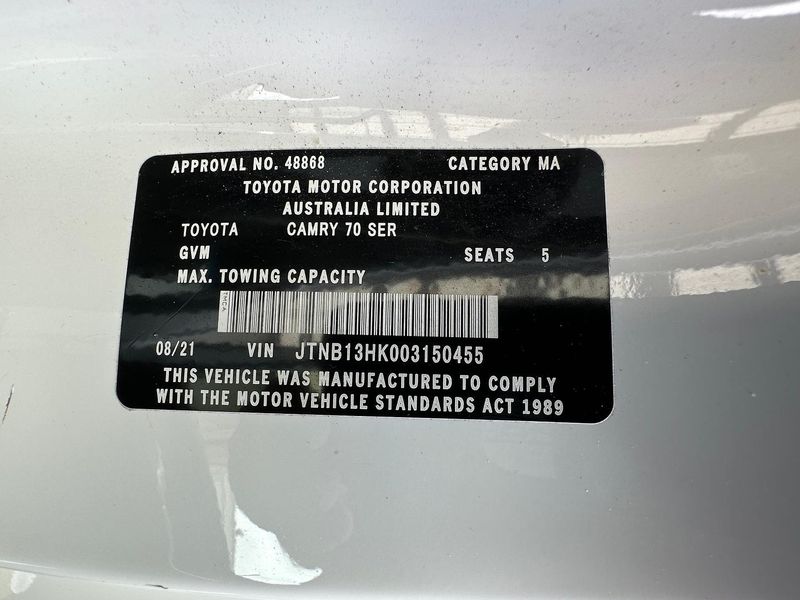 APPROVAL NO. 48868 CATEGORY MA
TOYOTA MOTOR CORPORATION
AUSTRALIA LIMITED
TOYOTA CAMRY 70 SER
GVM SEATS 5
MAX. TOWING CAPACITY
TMCA
08/21 VIN JTNB13HK003150455
THIS VEHICLE WAS MANUFACTURED TO COMPLY
WITH THE MOTOR VEHICLE STANDARDS ACT 1989